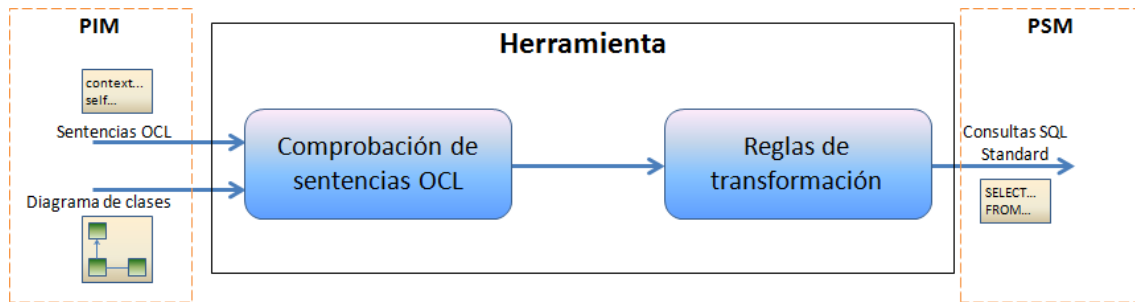 PIM
context...
self...
Sentencias OCL
Diagrama de clases
Herramienta
Comprobación de
sentencias OCL
Reglas de
transformación
PSM
Consultas SQL
Standard
SELECT...
FROM...